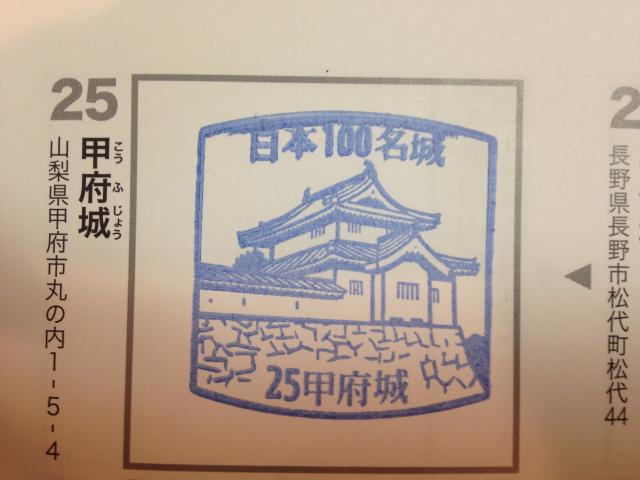 25
甲府城
こうふじょう
山梨県甲府市丸の内1-5-4
日本100名城
25甲府城
2
長野県長野市松代町松代44